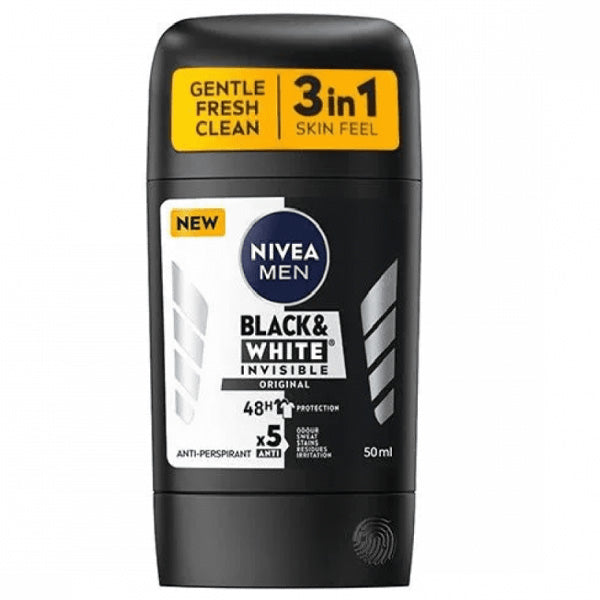 GENTLE
FRESH
CLEAN
3in1
SKIN FEEL
NEW
NIVEA
MEN
BLACK&
WHITE®
INVISIBLE
ORIGINAL
48H PROTECTION
x5
ANTI
ODOUR
SWEAT
STAINS
RESIDUES
IRRITATION
ANTI-PERSPIRANT
50ml